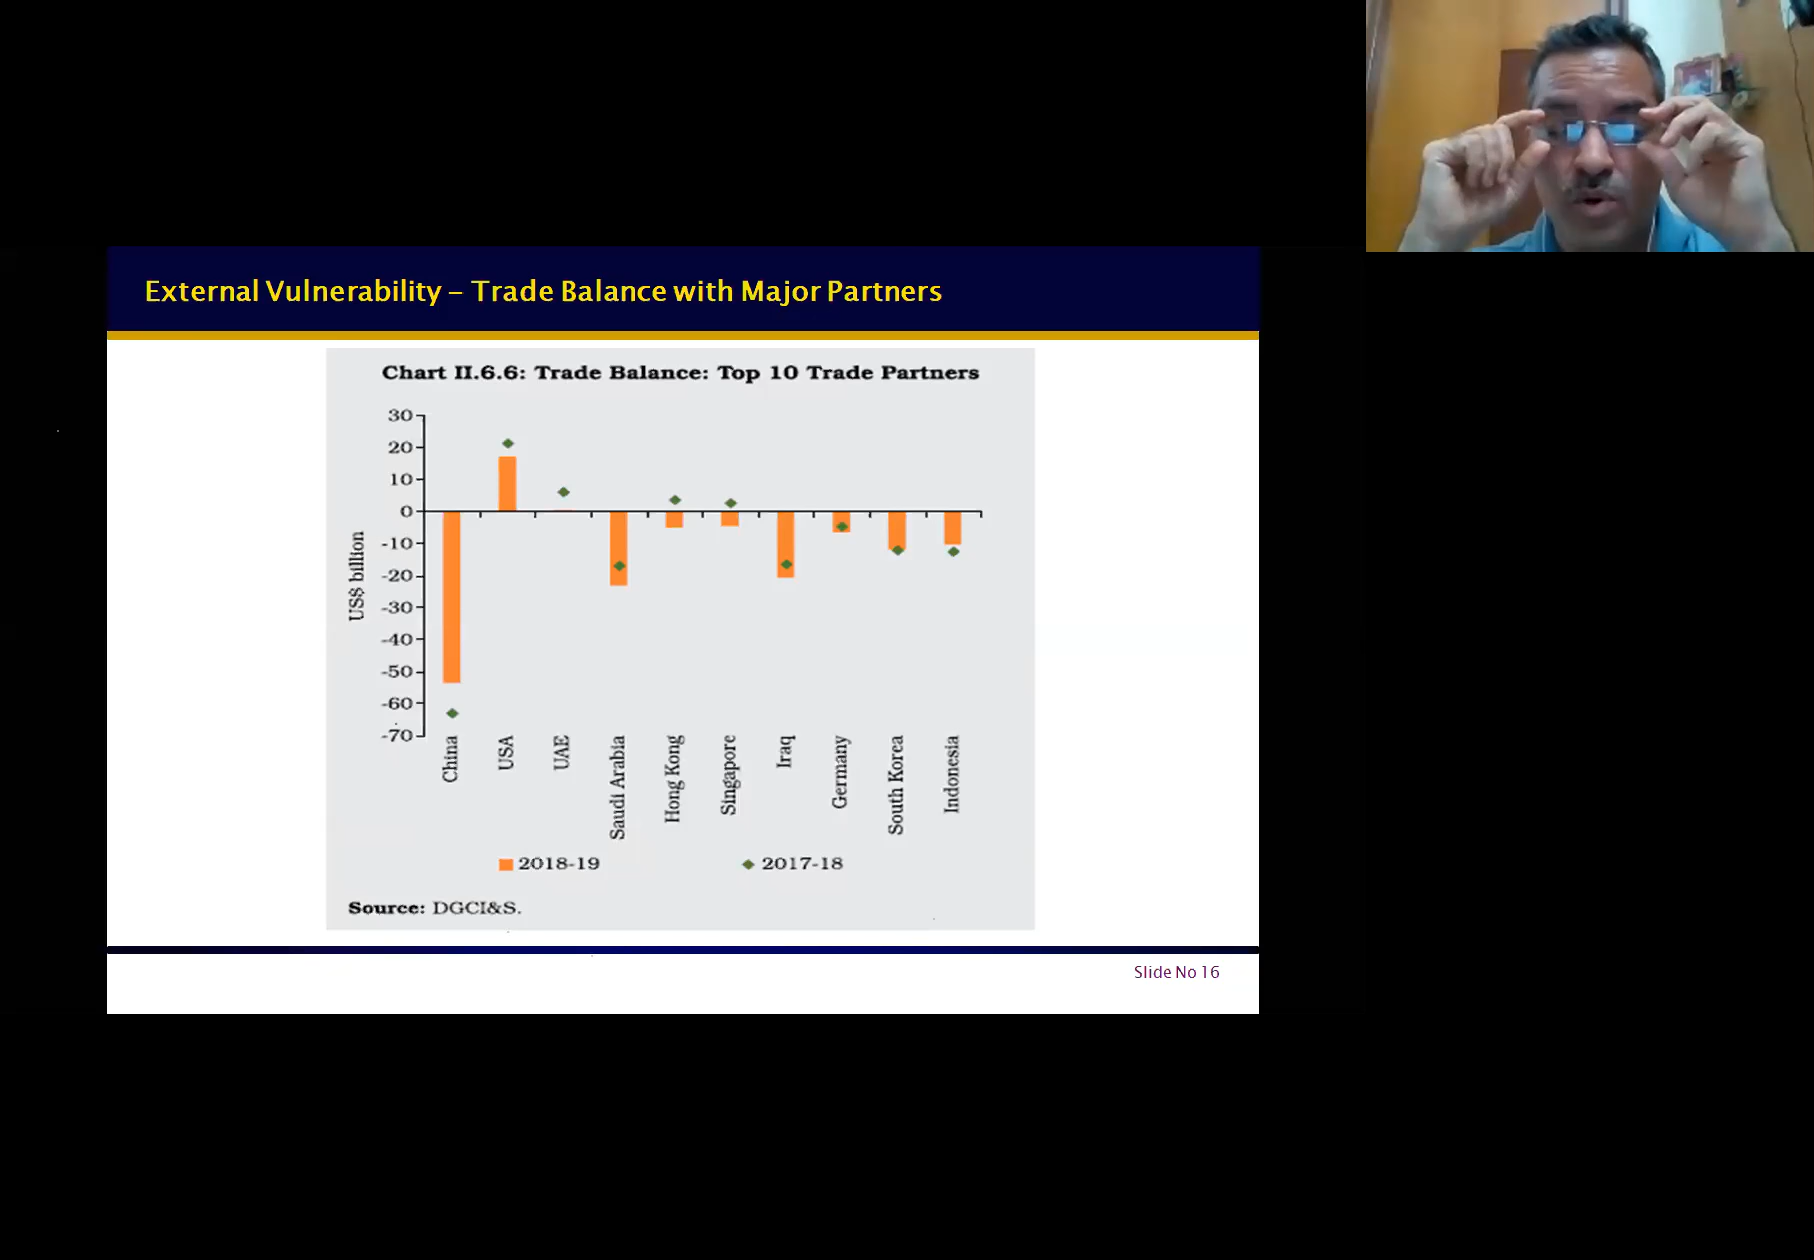 External Vulnerability – Trade Balance with Major Partners
Chart II.6.6: Trade Balance: Top 10 Trade Partners
30
20
10
0
-10
-20
-30
-40
-50
-60
-70
US$ billion
China
USA
UAE
Saudi Arabia
Hong Kong
Singapore
Iraq
Germany
South Korea
Indonesia
2018-19
2017-18
Source: DGCI&S.
Slide No 16